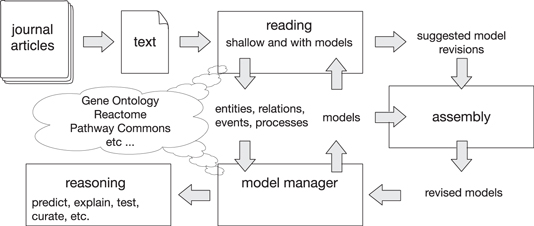 journal
articles
text
reading
shallow and with models
suggested model
revisions
Gene Ontology
Reactome
Pathway Commons
etc ...
entities, relations,
events, processes
models
assembly
reasoning
predict, explain, test,
curate, etc.
model manager
revised models